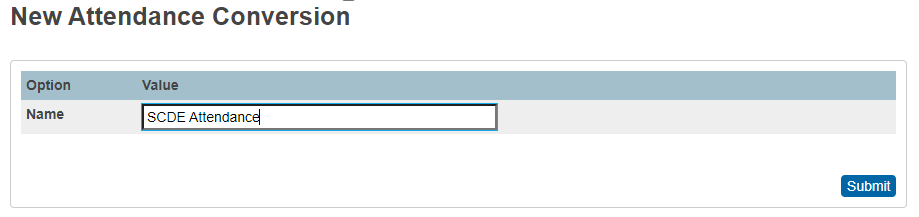 New Attendance Conversion
Option Value
Name SCDE Attendance
Submit